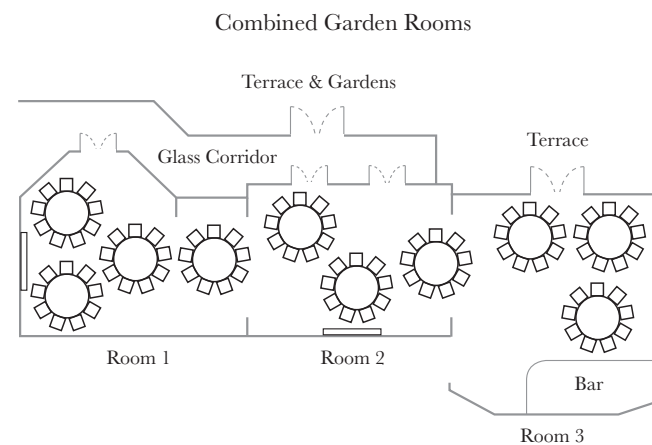 Combined Garden Rooms
Terrace & Gardens
Terrace
Glass Corridor
Room 1
Room 2
Bar
Room 3